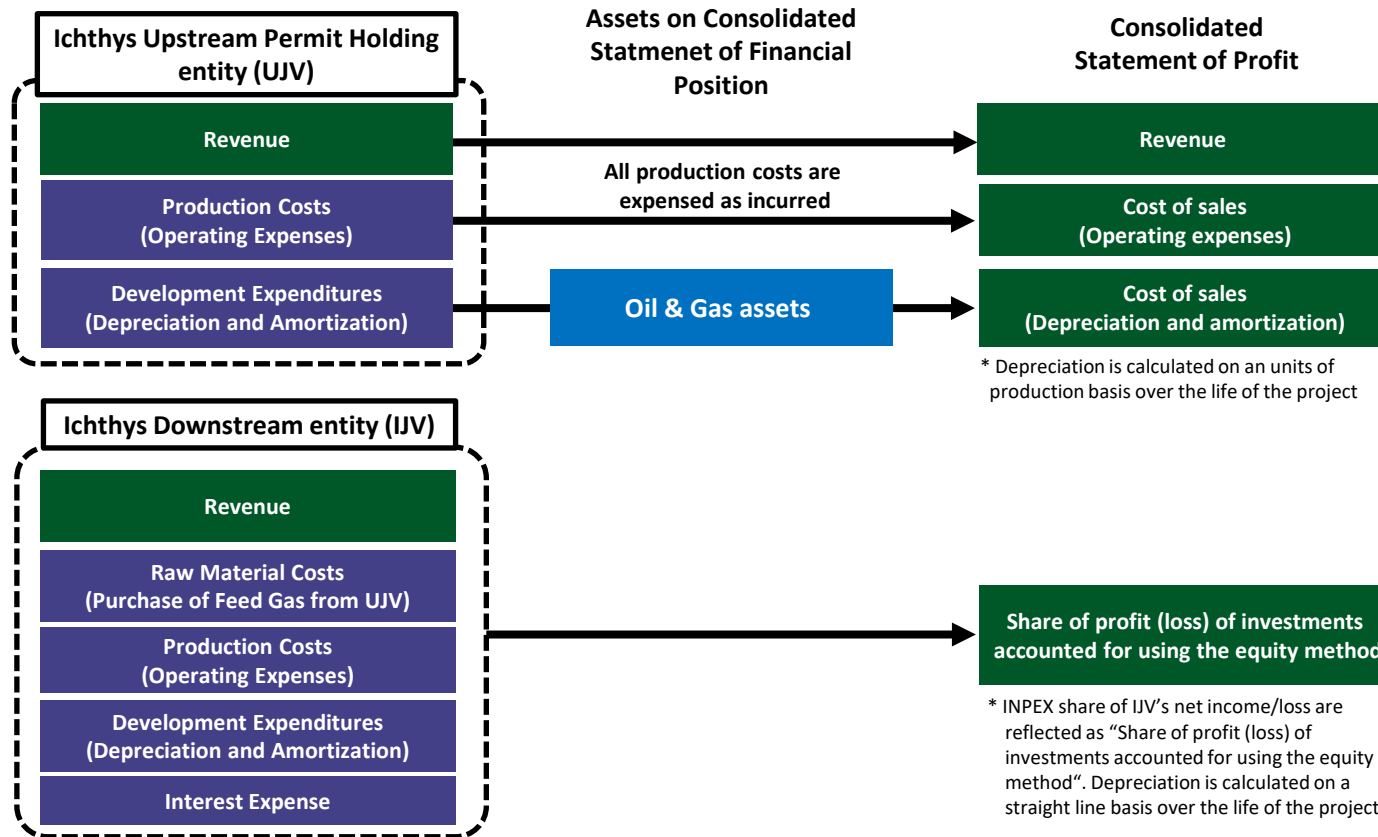 Ichthys Upstream Permit Holding
entity (UJV)
Assets on Consolidated
Statmenet of Financial
Position
Consolidated
Statement of Profit
Revenue
Revenue
All production costs are
expensed as incurred
Production Costs
(Operating Expenses)
Cost of sales
(Operating expenses)
Development Expenditures
(Depreciation and Amortization)
Oil & Gas assets
Cost of sales
(Depreciation and amortization)
* Depreciation is calculated on an units of
production basis over the life of the project
Ichthys Downstream entity (IJV)
Revenue
Raw Material Costs
(Purchase of Feed Gas from UJV)
Production Costs
(Operating Expenses)
Development Expenditures
(Depreciation and Amortization)
Interest Expense
Share of profit (loss) of investments
accounted for using the equity method
* INPEX share of IJV’s net income/loss are
reflected as “Share of profit (loss) of
investments accounted for using the equity
method“. Depreciation is calculated on a
straight line basis over the life of the project